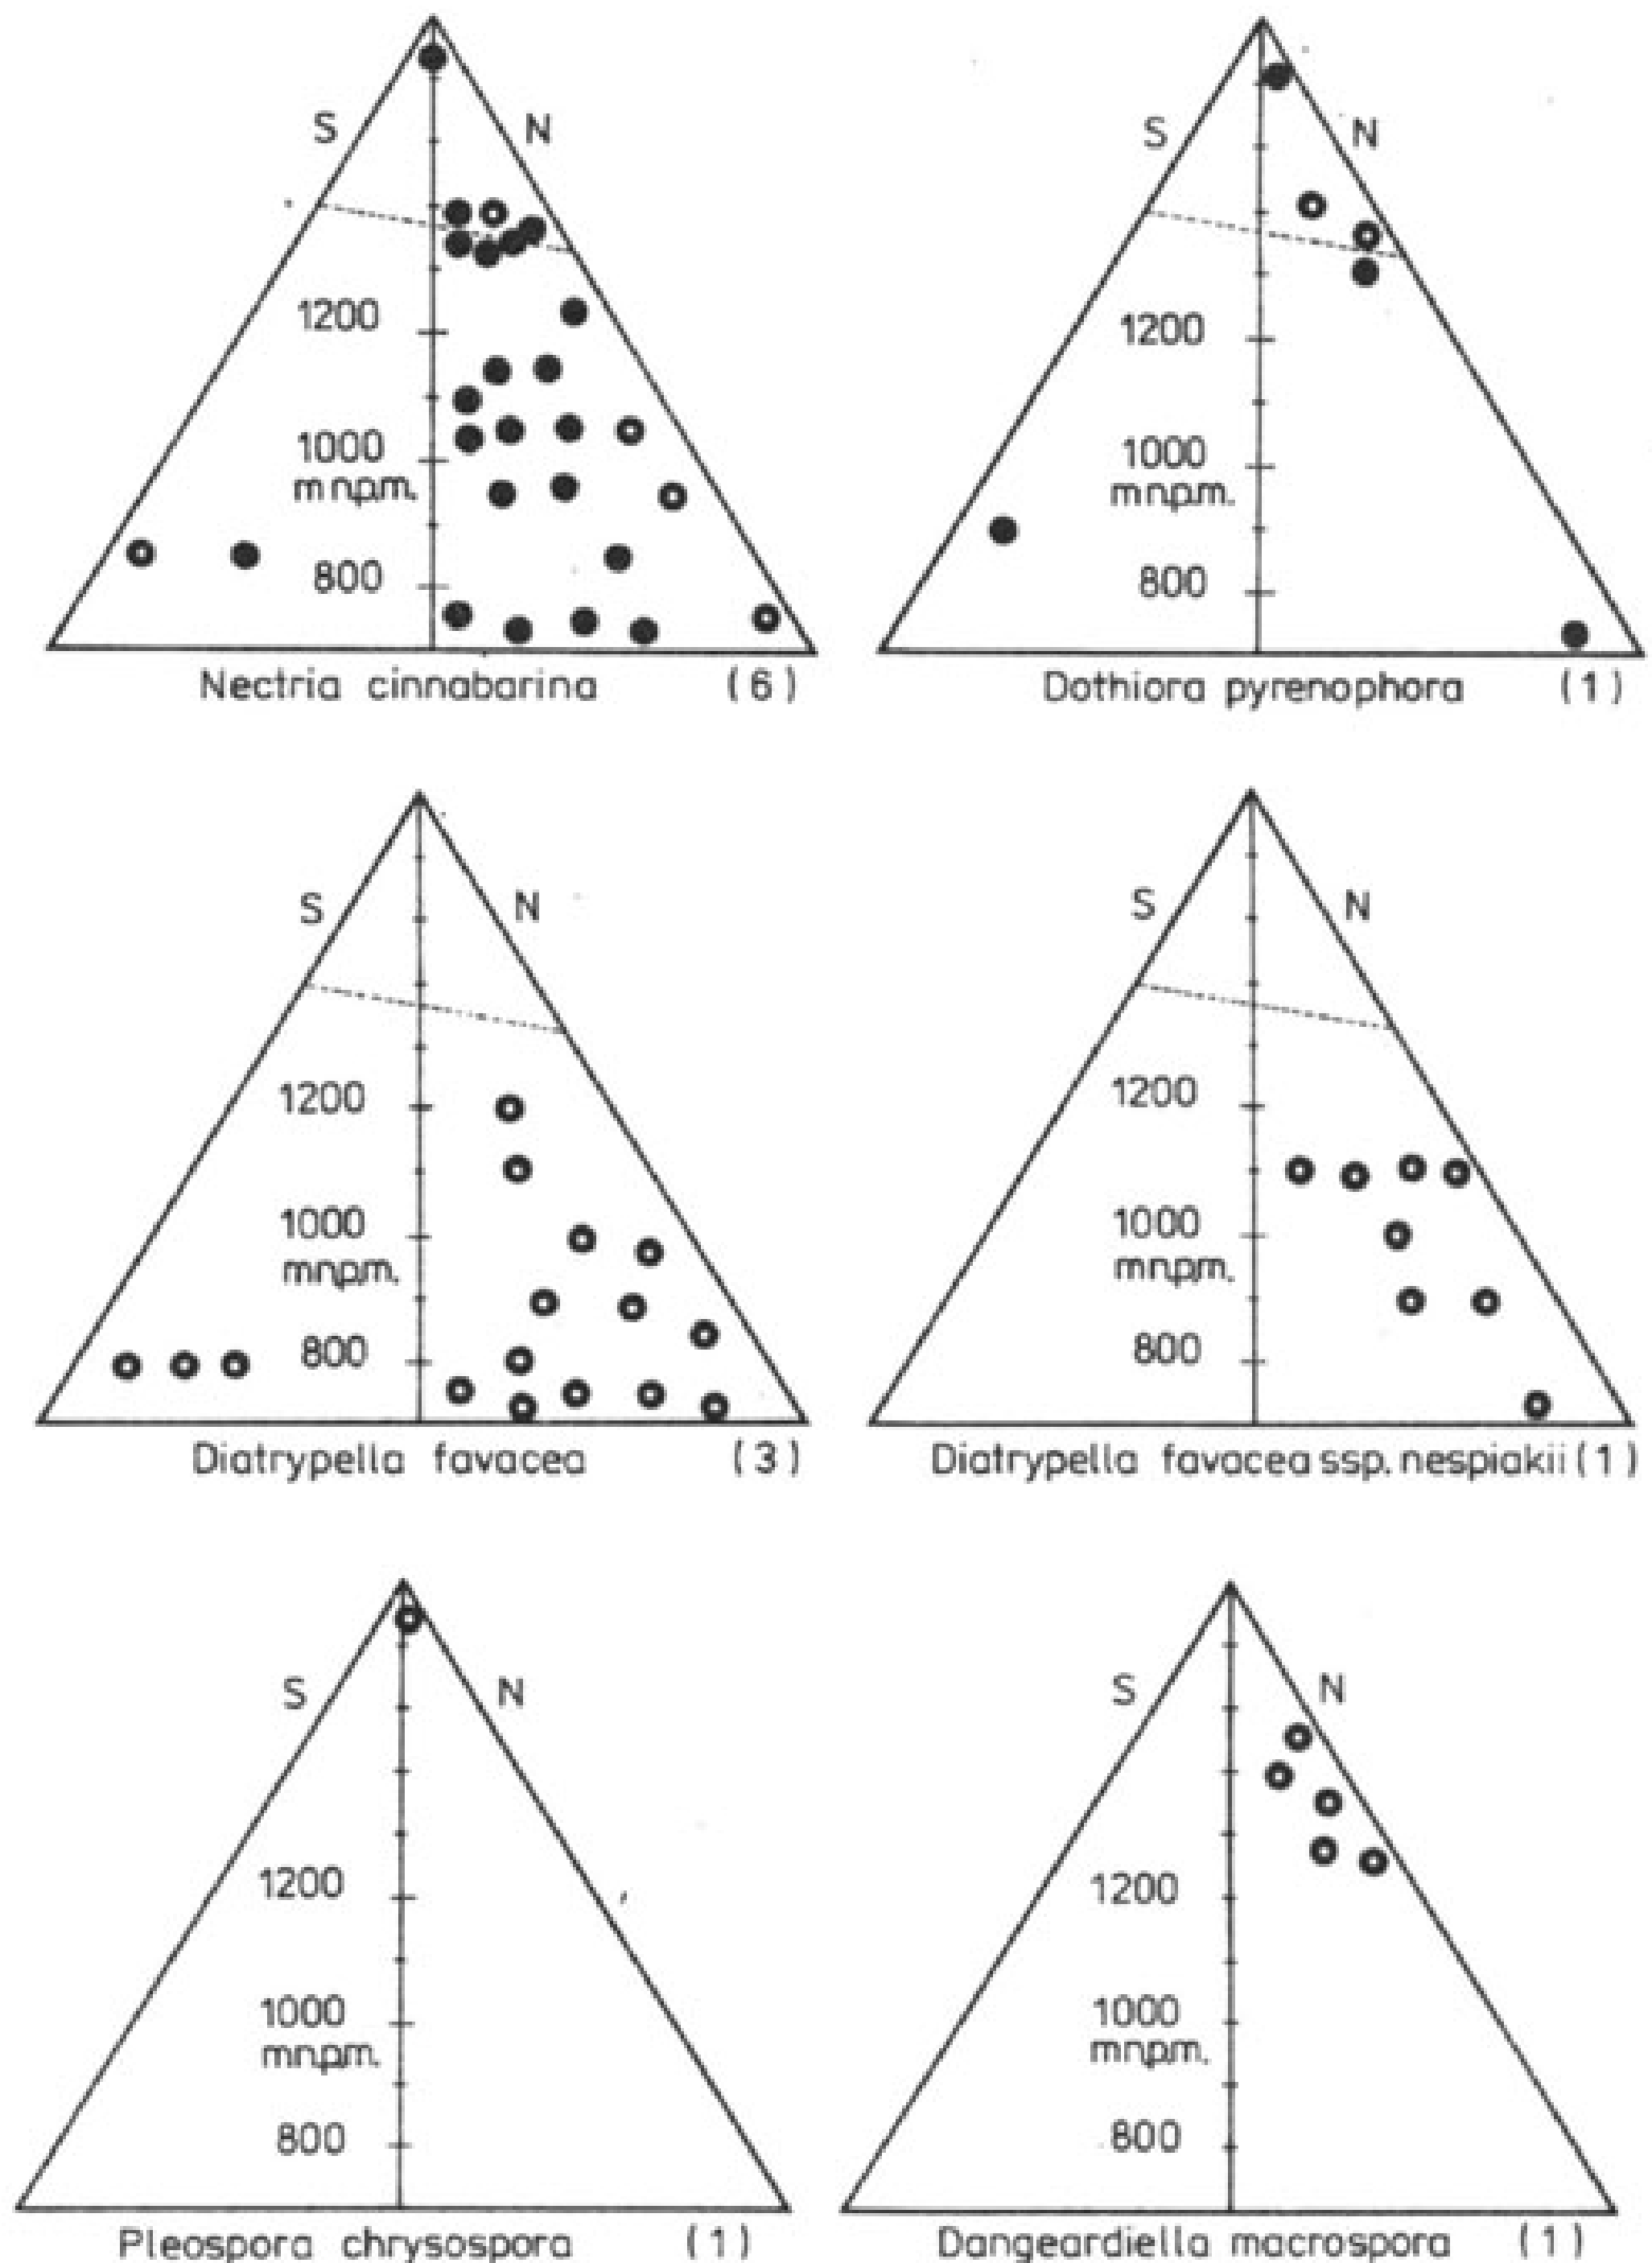 S N
1200
1000
m n.p.m.
800
Nectria cinnabarina (6)
S N
1200
1000
m n.p.m.
800
Dothiora pyrenophora (1)
S N
1200
1000
m n.p.m.
800
Diatrypella favacea (3)
S N
1200
1000
m n.p.m.
800
Diatrypella favacea ssp. nespiakii (1)
S N
1200
1000
m n.p.m.
800
Pleospora chrysospora (1)
S N
1200
1000
m n.p.m.
800
Dangeardiella macrospora (1)